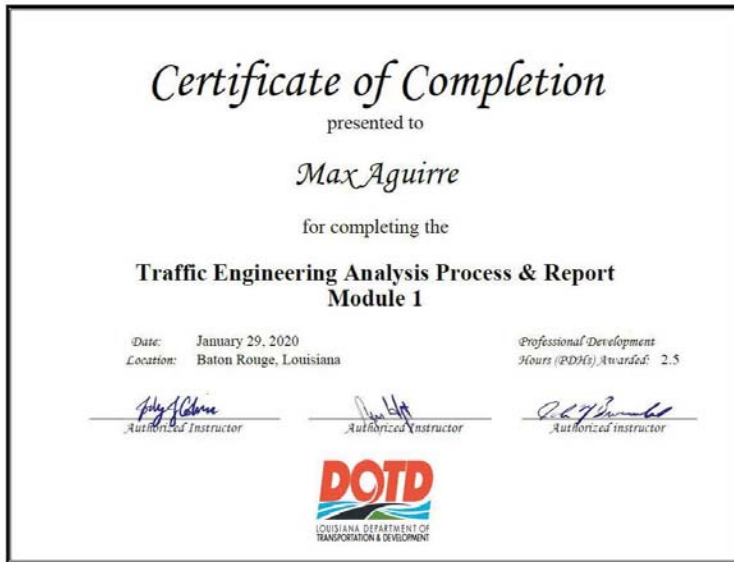 Certificate of Completion
presented to
Max Aguirre
for completing the
Traffic Engineering Analysis Process & Report
Module 1
Date: January 29, 2020
Location: Baton Rouge, Louisiana
Professional Development
Hours (PDHs) Awarded: 2.5
Authorized Instructor
Authorized Instructor
Authorized instructor
DOTD
LOUISIANA DEPARTMENT OF
TRANSPORTATION & DEVELOPMENT